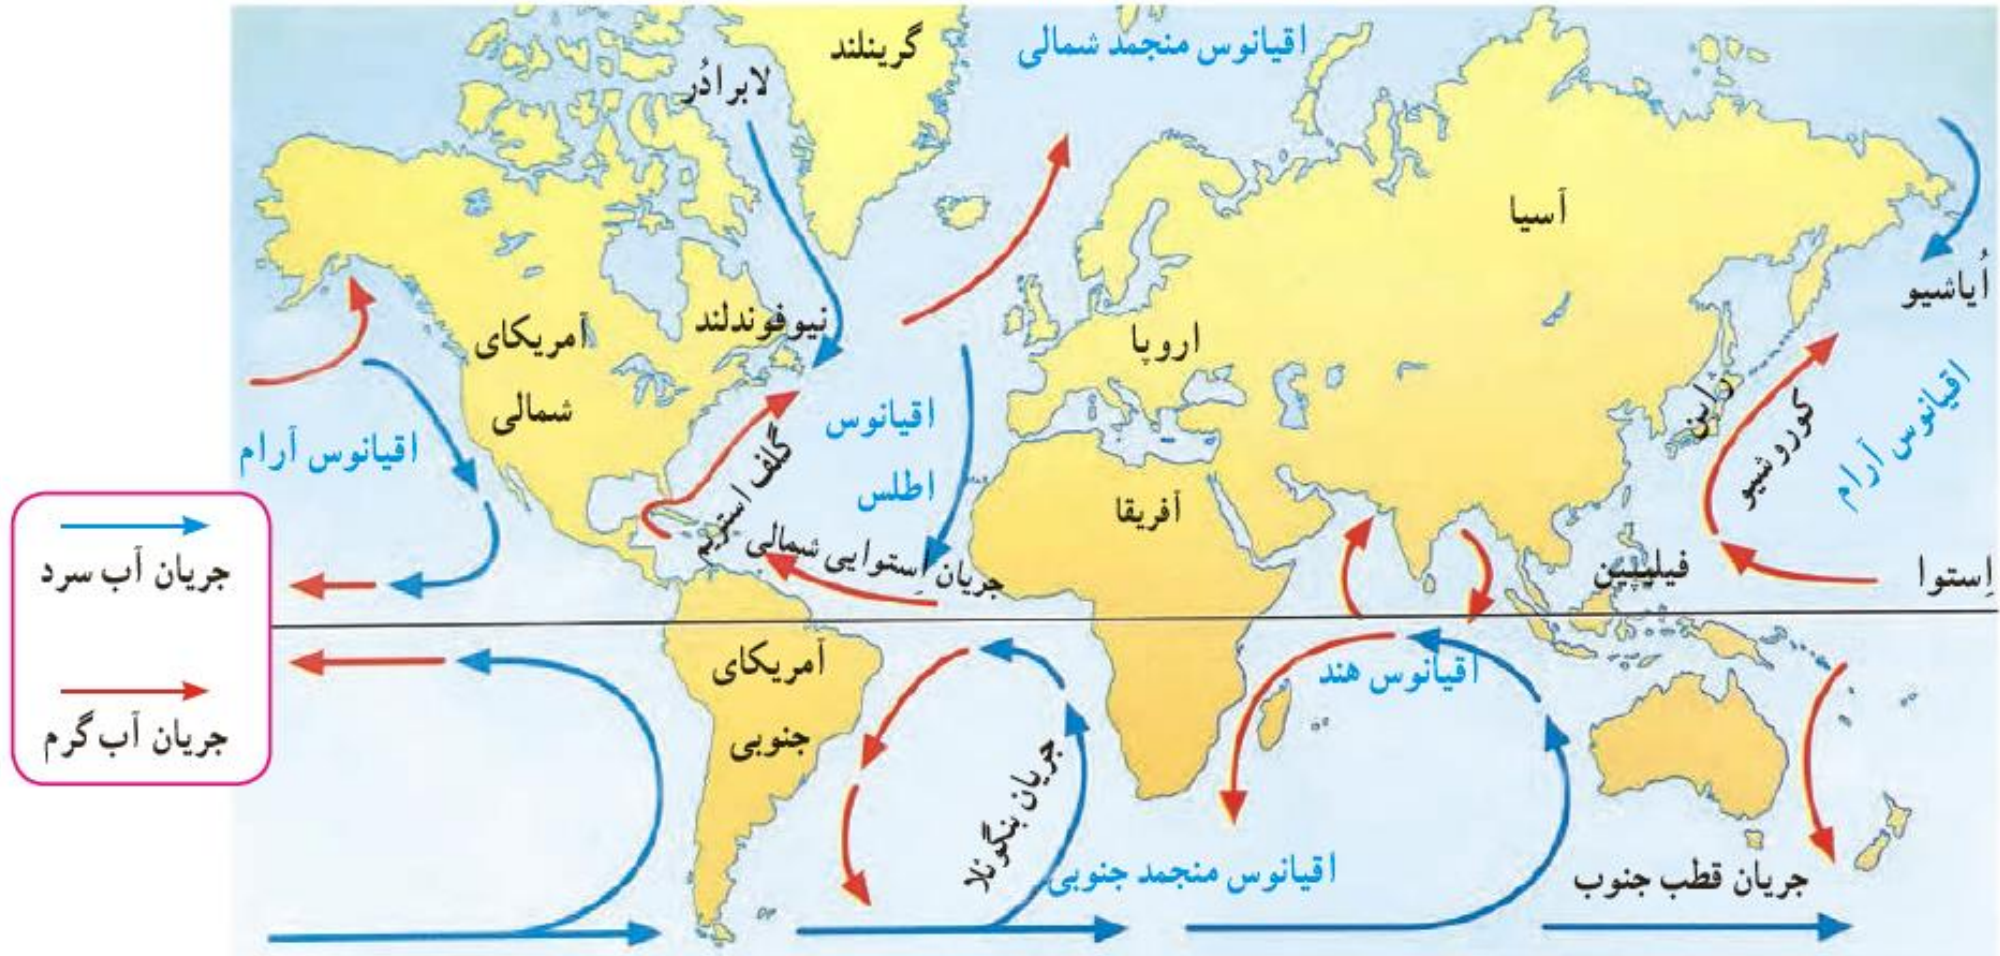 گرینلند
اقیانوس منجمد شمالی
لابرادُر
آسیا
اُیاشیو
نیوفوندلند
آمریکای
شمالی
اروپا
ژاپن
کوروشیو
اقیانوس آرام
اقیانوس آرام
اقیانوس
اطلس
گلف استریم
آفریقا
جریان اِستوایی شمالی
فیلیپین
اِستوا
جریان آب سرد
جریان آب گرم
آمریکای
جنوبی
اقیانوس هند
جریان بنگوئلا
اقیانوس منجمد جنوبی
جریان قطب جنوب